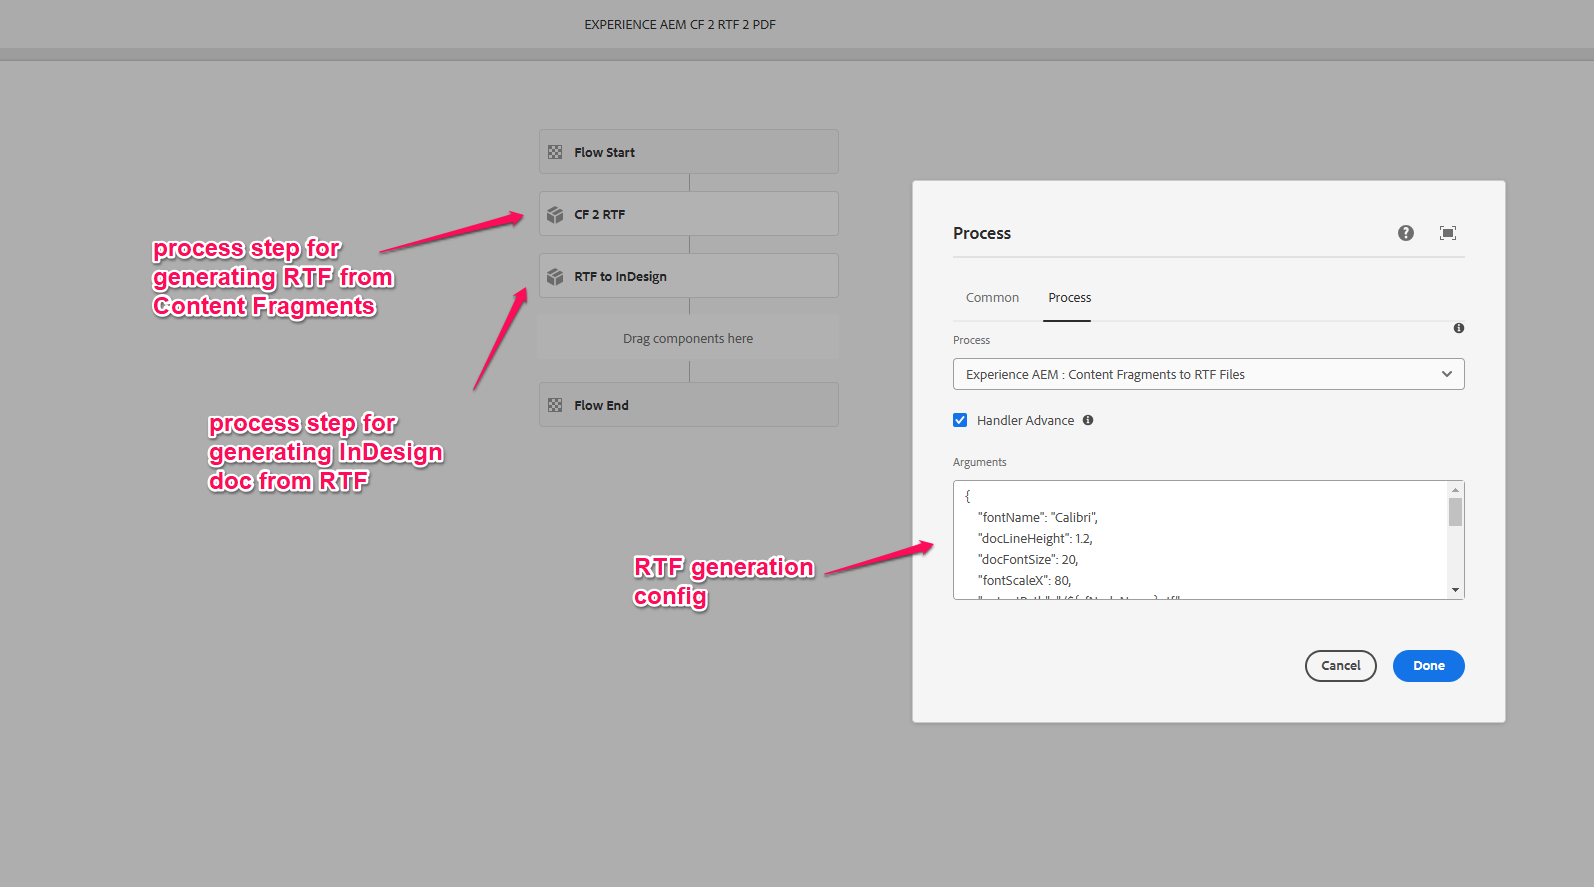 EXPERIENCE AEM CF 2 RTF 2 PDF
Flow Start
CF 2 RTF
RTF to InDesign
Drag components here
Flow End
process step for
generating RTF from
Content Fragments
process step for
generating InDesign
doc from RTF
RTF generation
config
Process
Common Process
Process
Experience AEM : Content Fragments to RTF Files
Handler Advance
Arguments
{
"fontName": "Calibri",
"docLineHeight": 1.2,
"docFontSize": 20,
"fontScaleX": 80,
Cancel Done